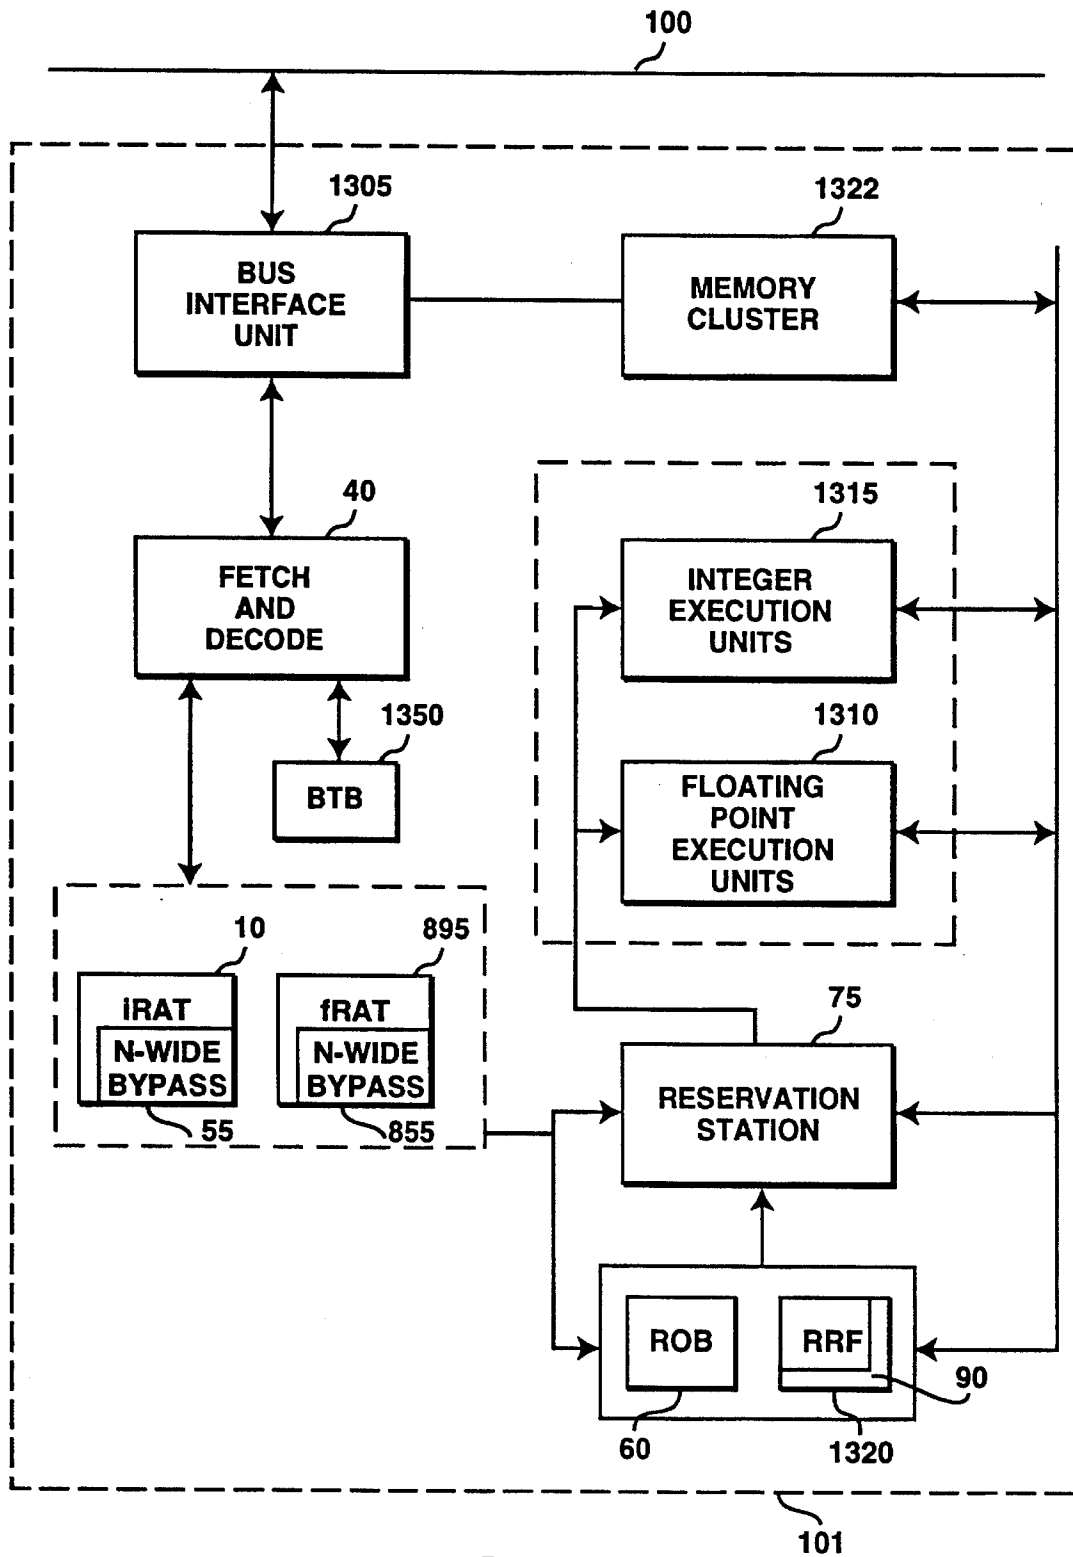 100
1305
BUS
INTERFACE
UNIT
1322
MEMORY
CLUSTER
40
FETCH
AND
DECODE
1350
BTB
1315
INTEGER
EXECUTION
UNITS
1310
FLOATING
POINT
EXECUTION
UNITS
10
iRAT
N-WIDE
BYPASS
55
895
fRAT
N-WIDE
BYPASS
855
75
RESERVATION
STATION
ROB
60
RRF
90
1320
101